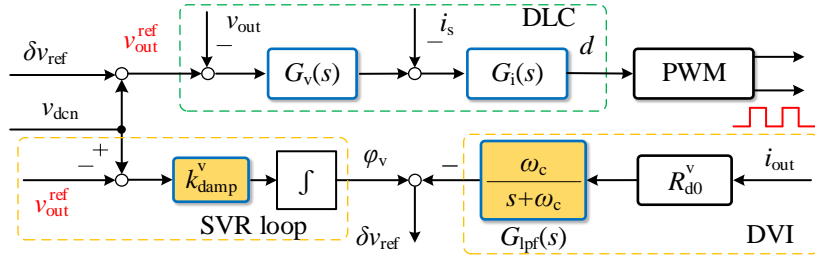 DLC
v_out^ref
v_out
−
i_s
−
δv_ref
G_v(s)
G_i(s)
d
PWM
v_dcn
+
−
v_out^ref
k_damp^v
∫
φ_v
−
ω_c
s+ω_c
R_d0^v
i_out
SVR loop
δv_ref
G_lpf(s)
DVI